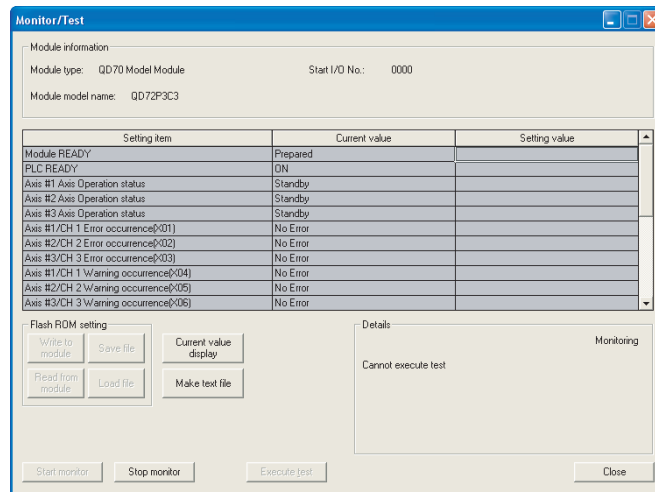 Monitor/Test
Module information
Module type: QD70 Model Module Start I/O No.: 0000
Module model name: QD72P3C3
Setting item Current value Setting value
Module READY Prepared
PLC READY ON
Axis #1 Axis Operation status Standby
Axis #2 Axis Operation status Standby
Axis #3 Axis Operation status Standby
Axis #1/CH 1 Error occurrence(X01) No Error
Axis #2/CH 2 Error occurrence(X02) No Error
Axis #3/CH 3 Error occurrence(X03) No Error
Axis #1/CH 1 Warning occurrence(X04) No Error
Axis #2/CH 2 Warning occurrence(X05) No Error
Axis #3/CH 3 Warning occurrence(X06) No Error
Flash ROM setting
Write to module
Save file
Current value display
Read from module
Load file
Make text file
Details
Monitoring
Cannot execute test
Start monitor Stop monitor Execute test Close